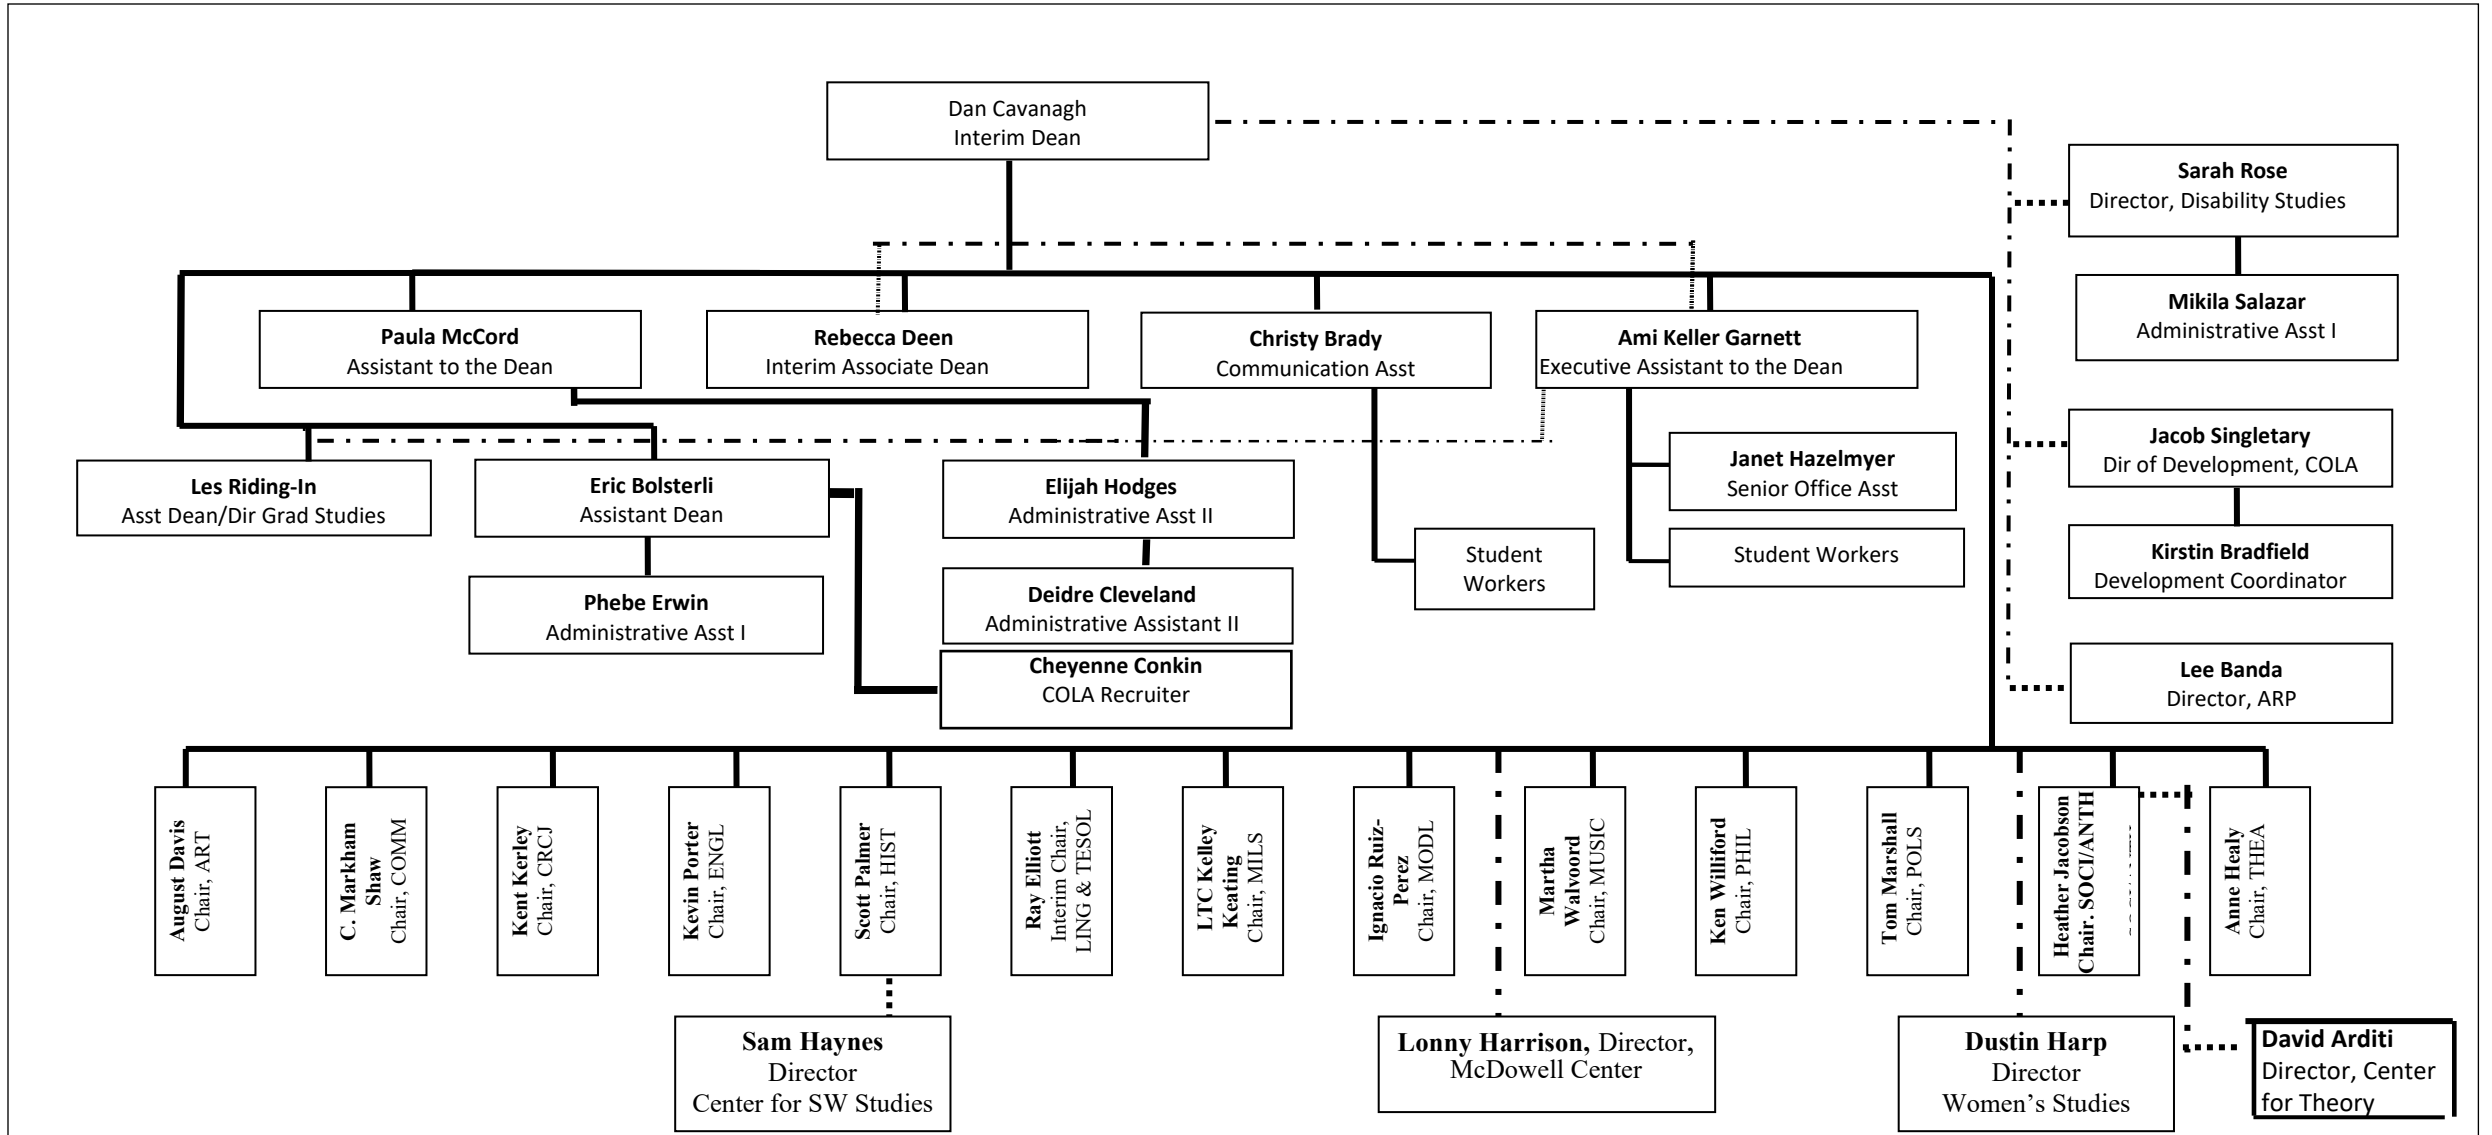 Dan Cavanagh
Interim Dean
Sarah Rose
Director, Disability Studies
Mikila Salazar
Administrative Asst I
Paula McCord
Assistant to the Dean
Rebecca Deen
Interim Associate Dean
Christy Brady
Communication Asst
Ami Keller Garnett
Executive Assistant to the Dean
Jacob Singletary
Dir of Development, COLA
Janet Hazelmyer
Senior Office Asst
Les Riding-In
Asst Dean/Dir Grad Studies
Eric Bolsterli
Assistant Dean
Elijah Hodges
Administrative Asst II
Student
Workers
Student Workers
Kirstin Bradfield
Development Coordinator
Phebe Erwin
Administrative Asst I
Deidre Cleveland
Administrative Assistant II
Cheyenne Conkin
COLA Recruiter
Lee Banda
Director, ARP
August Davis
Chair, ART
C. Markham
Shaw
Chair, COMM
Kent Kerley
Chair, CRCJ
Kevin Porter
Chair, ENGL
Scott Palmer
Chair, HIST
Ray Elliott
Interim Chair,
LING & TESOL
LTC Kelley
Keating
Chair, MILS
Ignacio Ruiz-
Perez
Chair, MODL
Martha
Walvoord
Chair, MUSIC
Ken Williford
Chair, PHIL
Tom Marshall
Chair, POLS
Heather Jacobson
Chair. SOCI/ANTH
Anne Healy
Chair, THEA
Sam Haynes
Director
Center for SW Studies
Lonny Harrison, Director,
McDowell Center
Dustin Harp
Director
Women’s Studies
David Arditi
Director, Center
for Theory